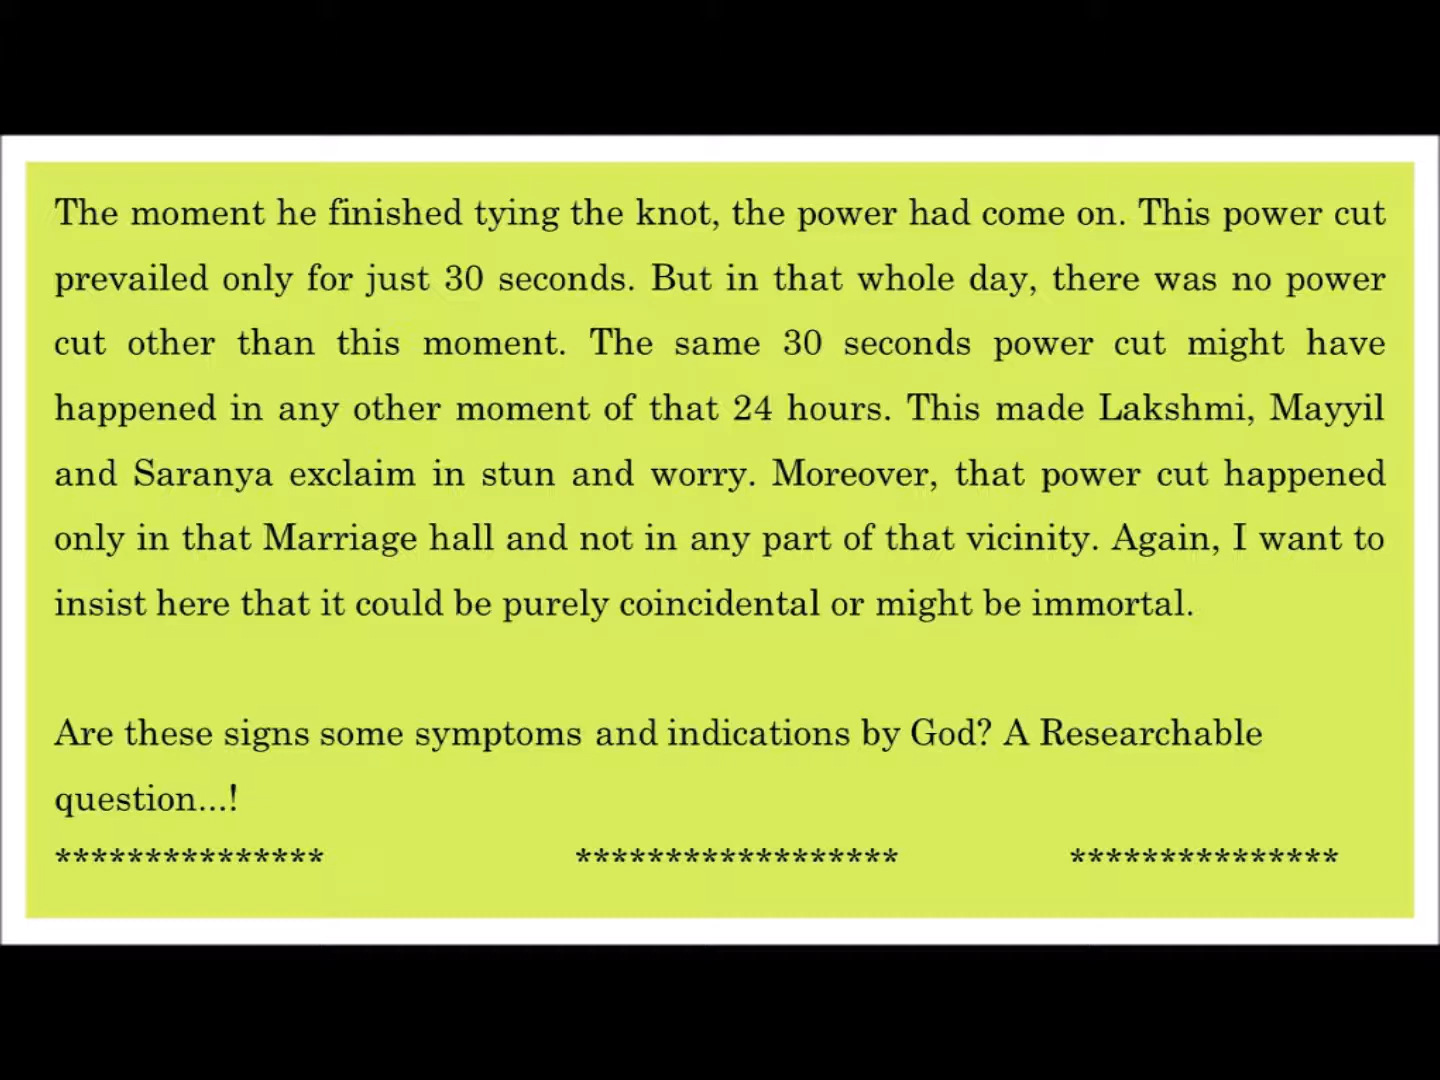 The moment he finished tying the knot, the power had come on. This power cut
prevailed only for just 30 seconds. But in that whole day, there was no power
cut other than this moment. The same 30 seconds power cut might have
happened in any other moment of that 24 hours. This made Lakshmi, Mayyil
and Saranya exclaim in stun and worry. Moreover, that power cut happened
only in that Marriage hall and not in any part of that vicinity. Again, I want to
insist here that it could be purely coincidental or might be immortal.
Are these signs some symptoms and indications by God? A Researchable
question...!
*************** ****************** ***************